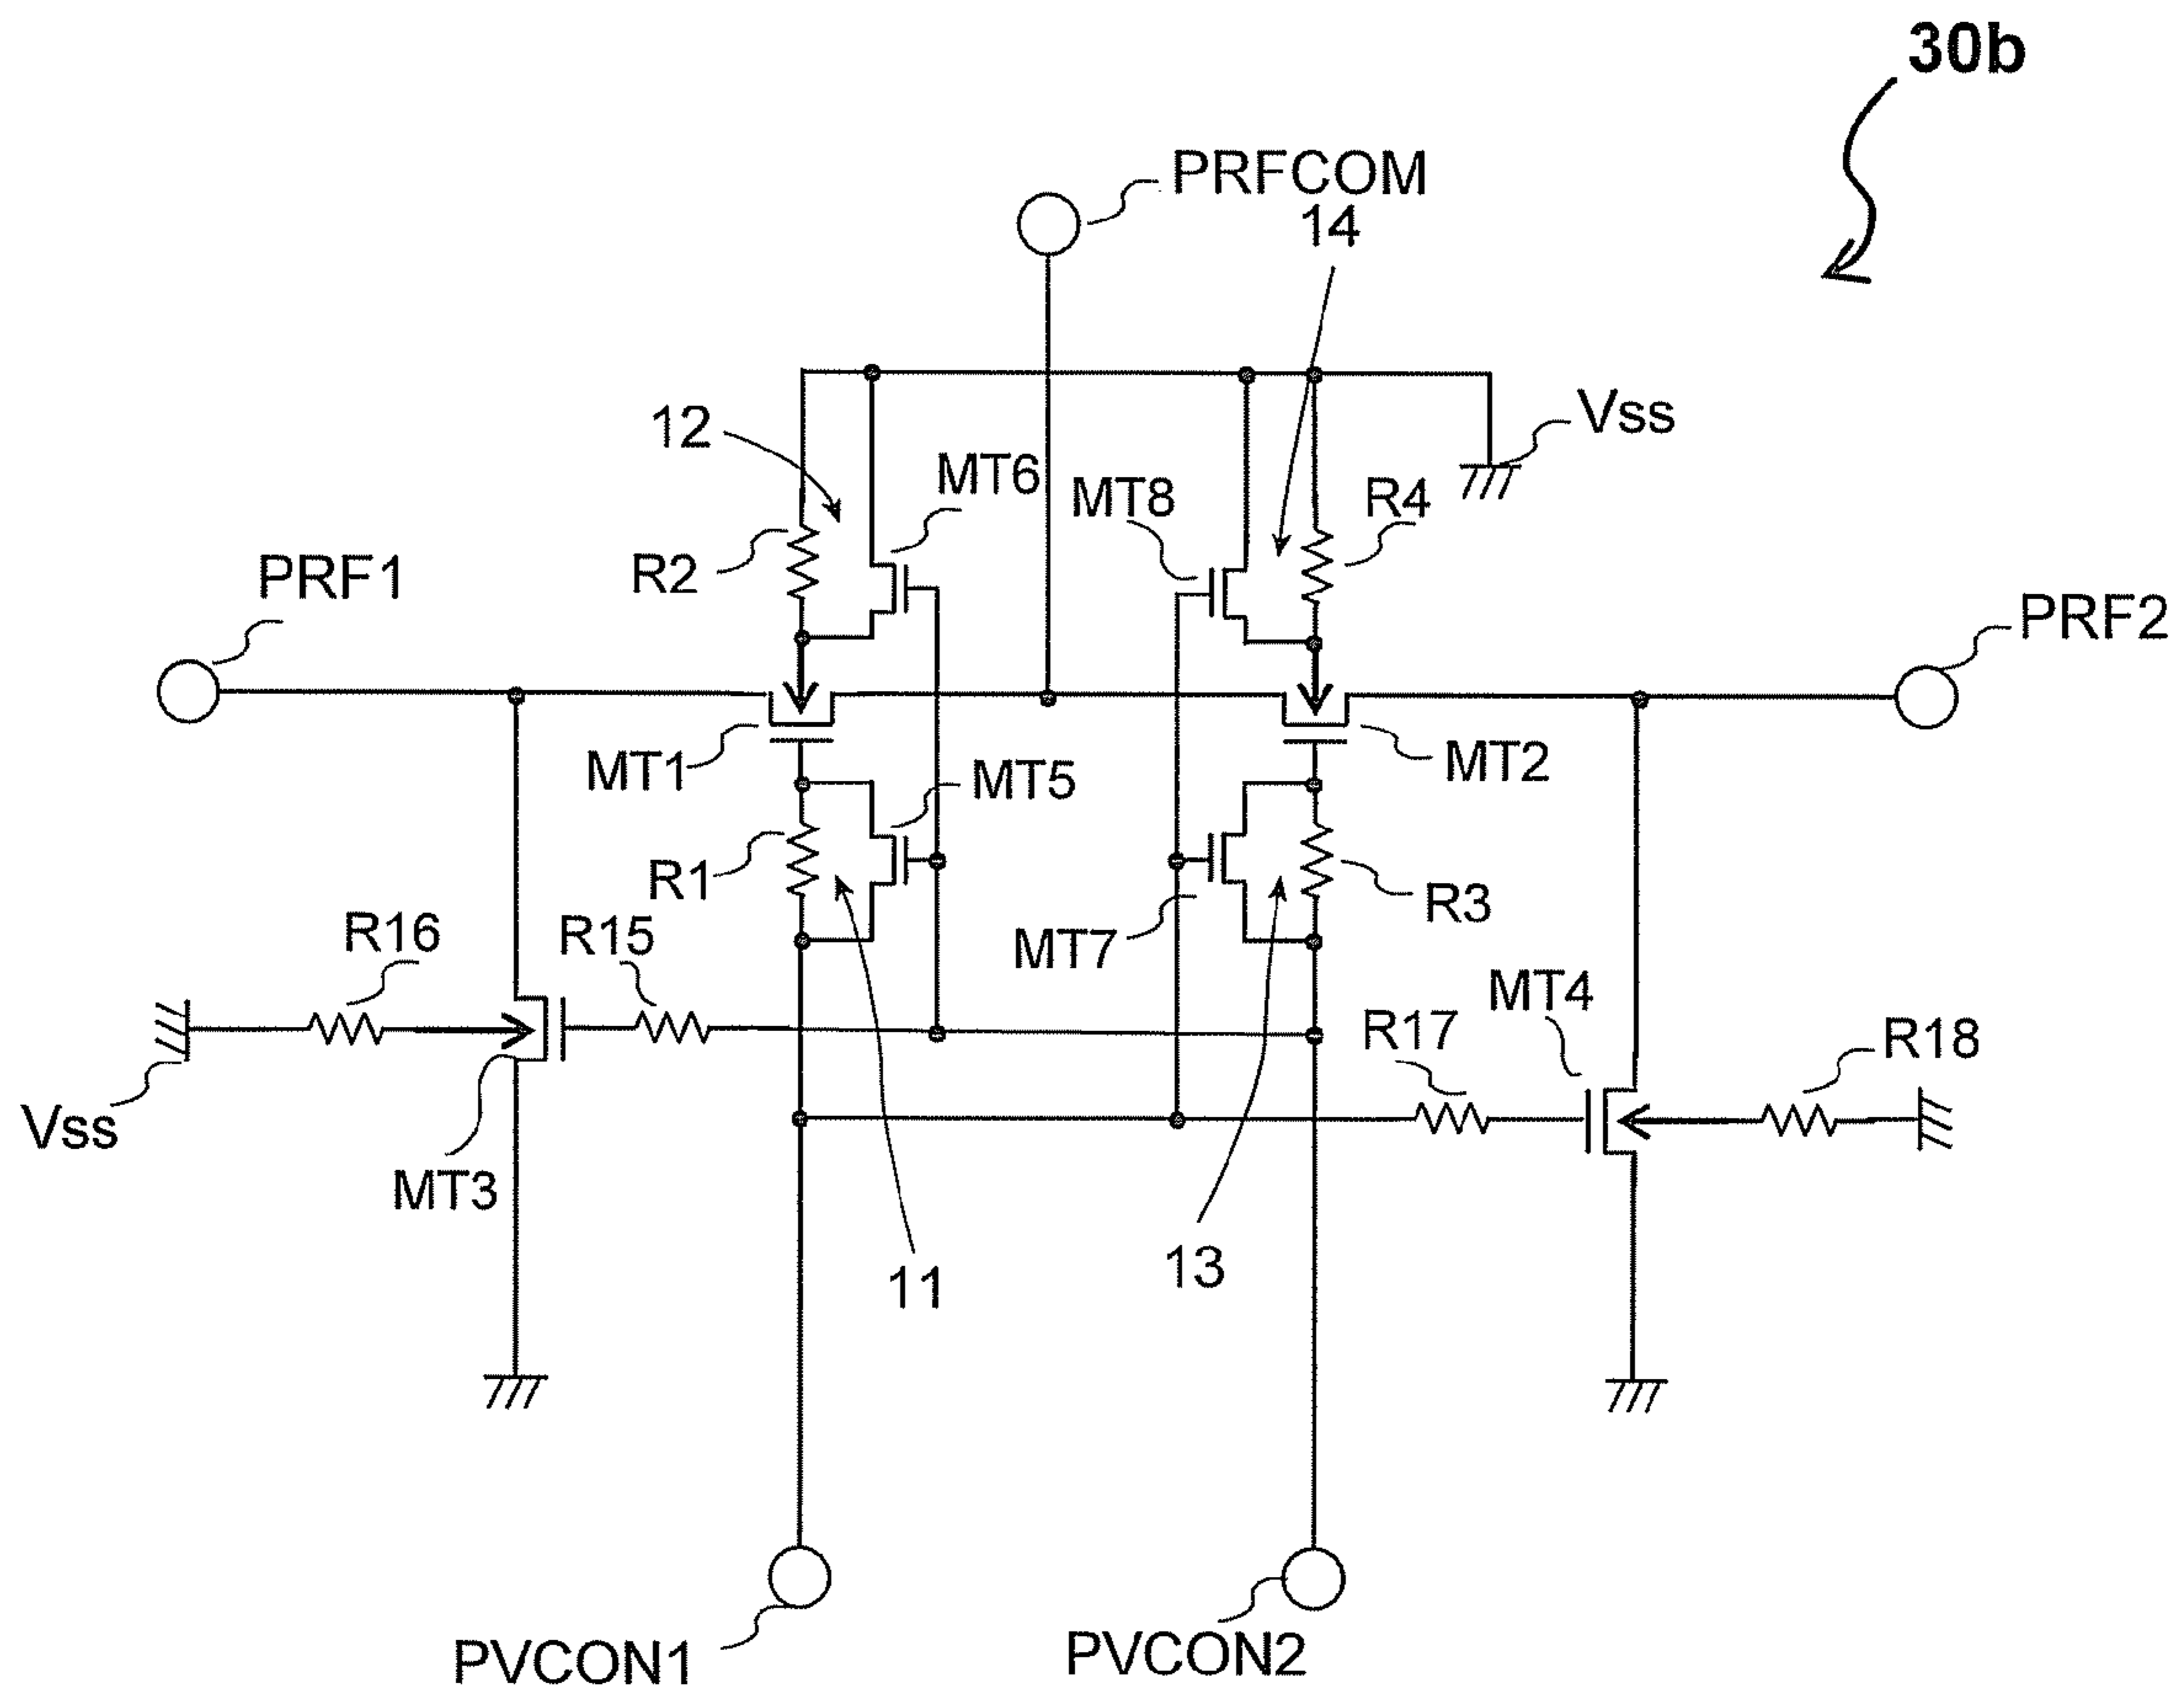 30b
PRFCOM
14
12
Vss
MT6
MT8
R4
R2
PRF1
PRF2
MT1
MT5
MT2
R1
R3
R16
R15
MT7
MT4
R17
R18
Vss
MT3
11
13
PVCON1
PVCON2